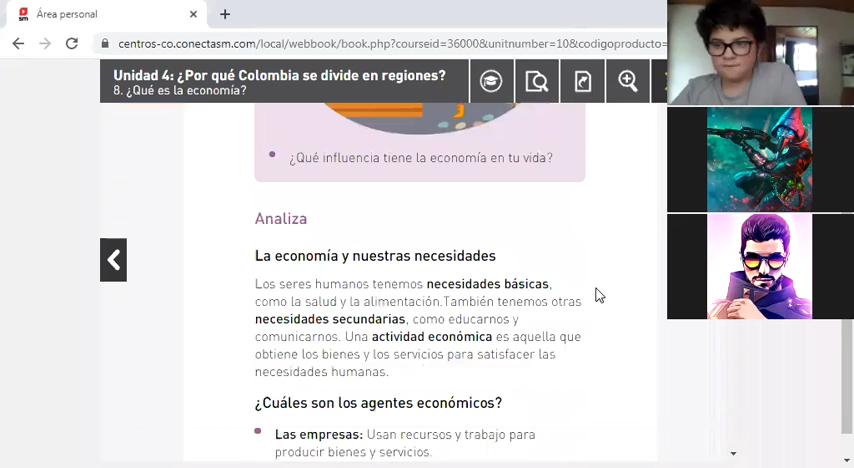 Área personal
centros-co.conectasm.com/local/webbook/book.php?courseid=36000&unitnumber=10&codigoproducto=
Unidad 4: ¿Por qué Colombia se divide en regiones?
8. ¿Qué es la economía?
¿Qué influencia tiene la economía en tu vida?
Analiza
La economía y nuestras necesidades
Los seres humanos tenemos necesidades básicas,
como la salud y la alimentación.También tenemos otras
necesidades secundarias, como educarnos y
comunicarnos. Una actividad económica es aquella que
obtiene los bienes y los servicios para satisfacer las
necesidades humanas.
¿Cuáles son los agentes económicos?
Las empresas: Usan recursos y trabajo para
producir bienes y servicios.